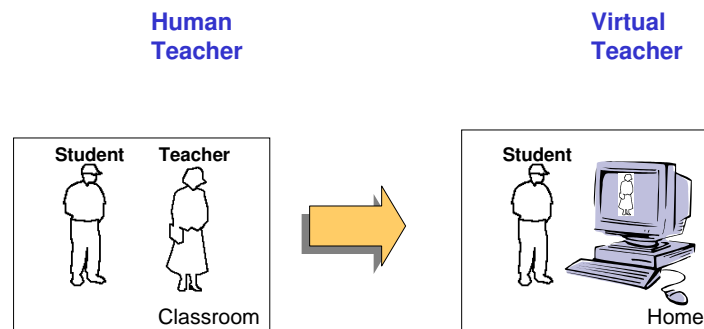 Human
Teacher
Virtual
Teacher
Student Teacher
Classroom
Student
Home